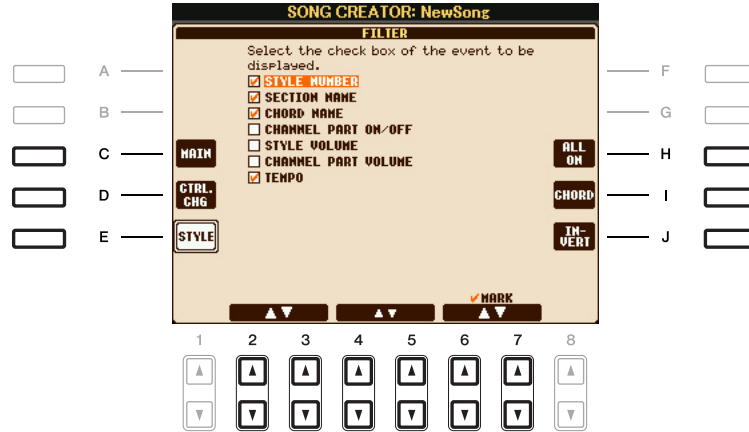 SONG CREATOR: NewSong
FILTER
Select the check box of the event to be
displayed.
STYLE NUMBER
SECTION NAME
CHORD NAME
CHANNEL PART ON/OFF
STYLE VOLUME
CHANNEL PART VOLUME
TEMPO
A
B
C
D
E
MAIN
CTRL.
CHG
STYLE
F
G
H
I
J
ALL
ON
CHORD
IN-
VERT
MARK
1 2 3 4 5 6 7 8